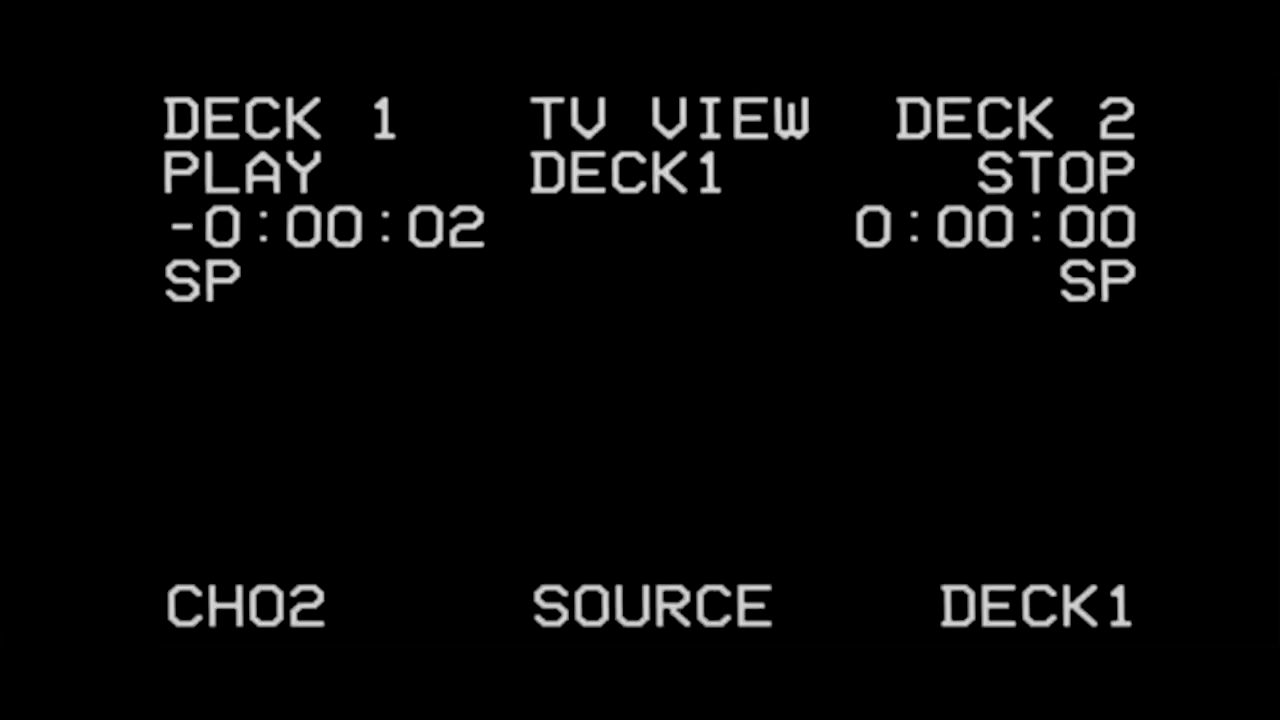 DECK 1 TV VIEW DECK 2
PLAY DECK1 STOP
-0:00:02 0:00:00
SP SP
CH02 SOURCE DECK1